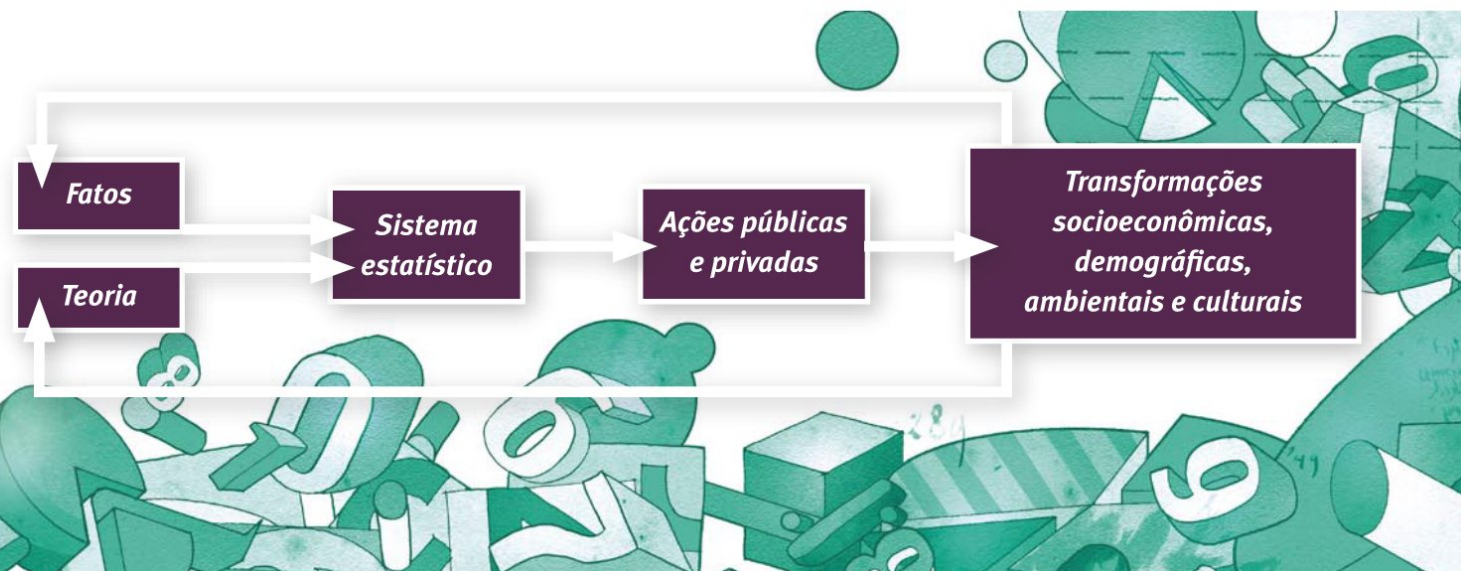 Fatos
Teoria
Sistema
estatístico
Ações públicas
e privadas
Transformações
socioeconômicas,
demográficas,
ambientais e culturais